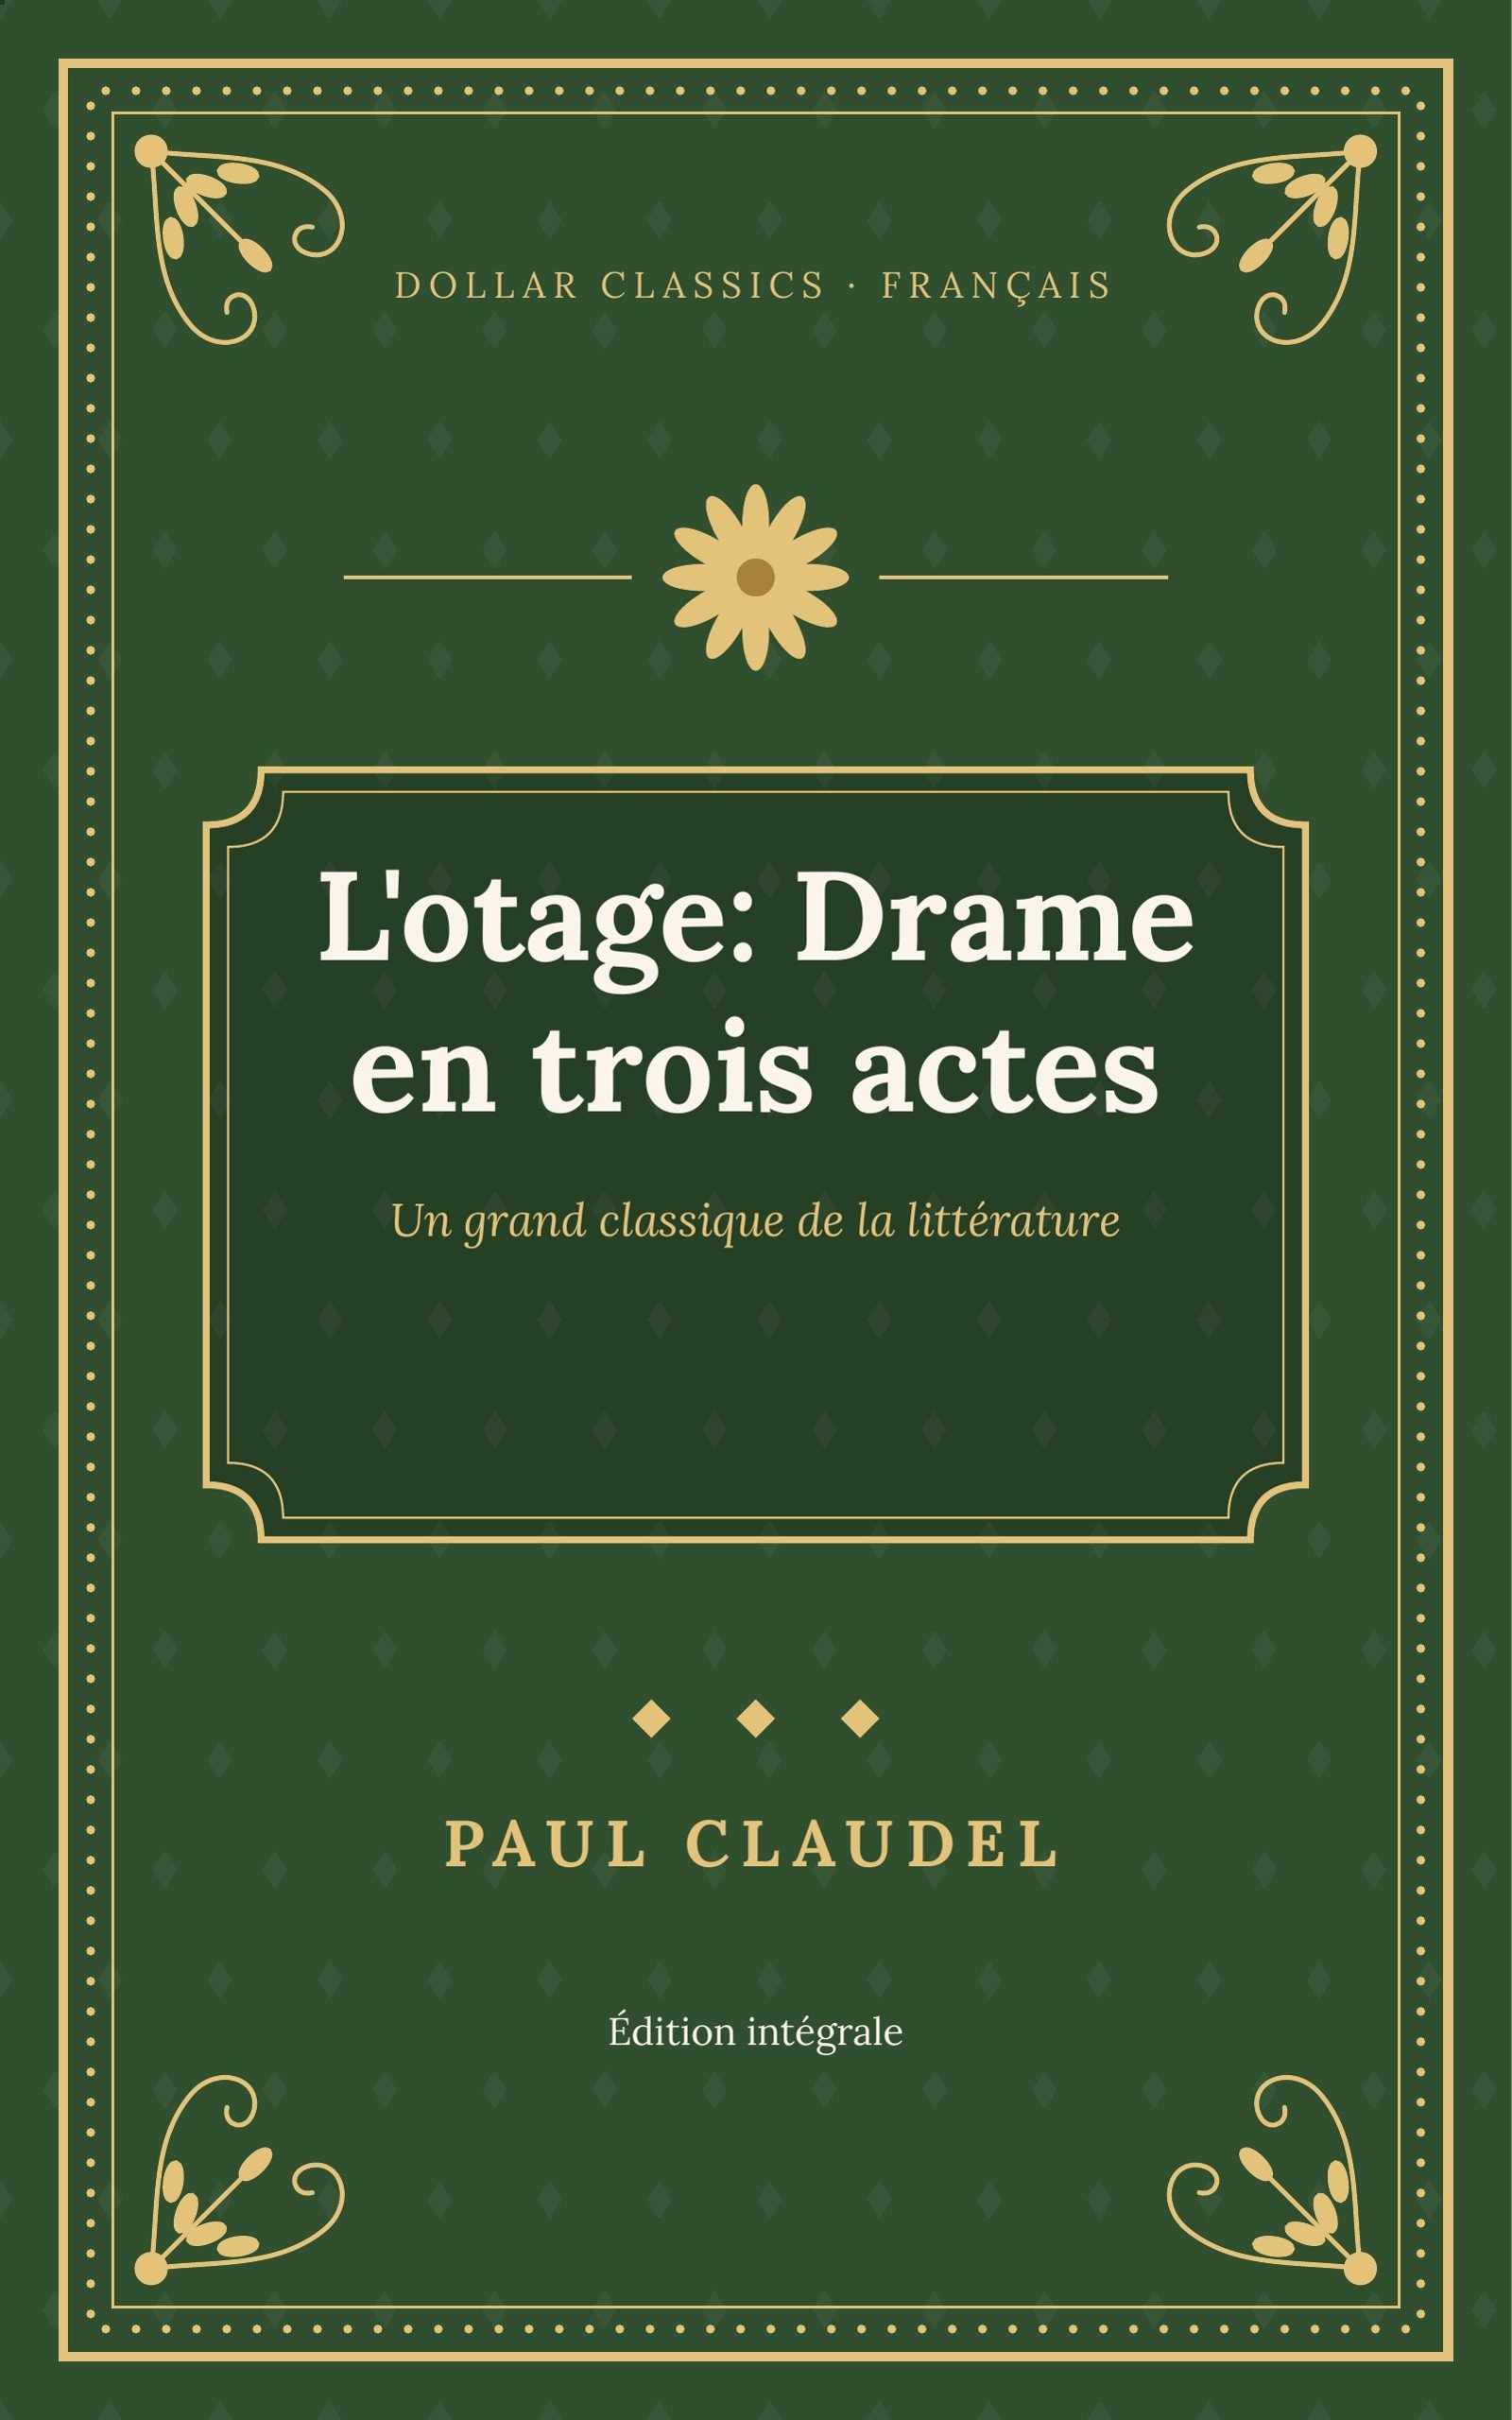 DOLLAR CLASSICS · FRANÇAIS
L'otage: Drame
en trois actes
Un grand classique de la littérature
PAUL CLAUDEL
Édition intégrale